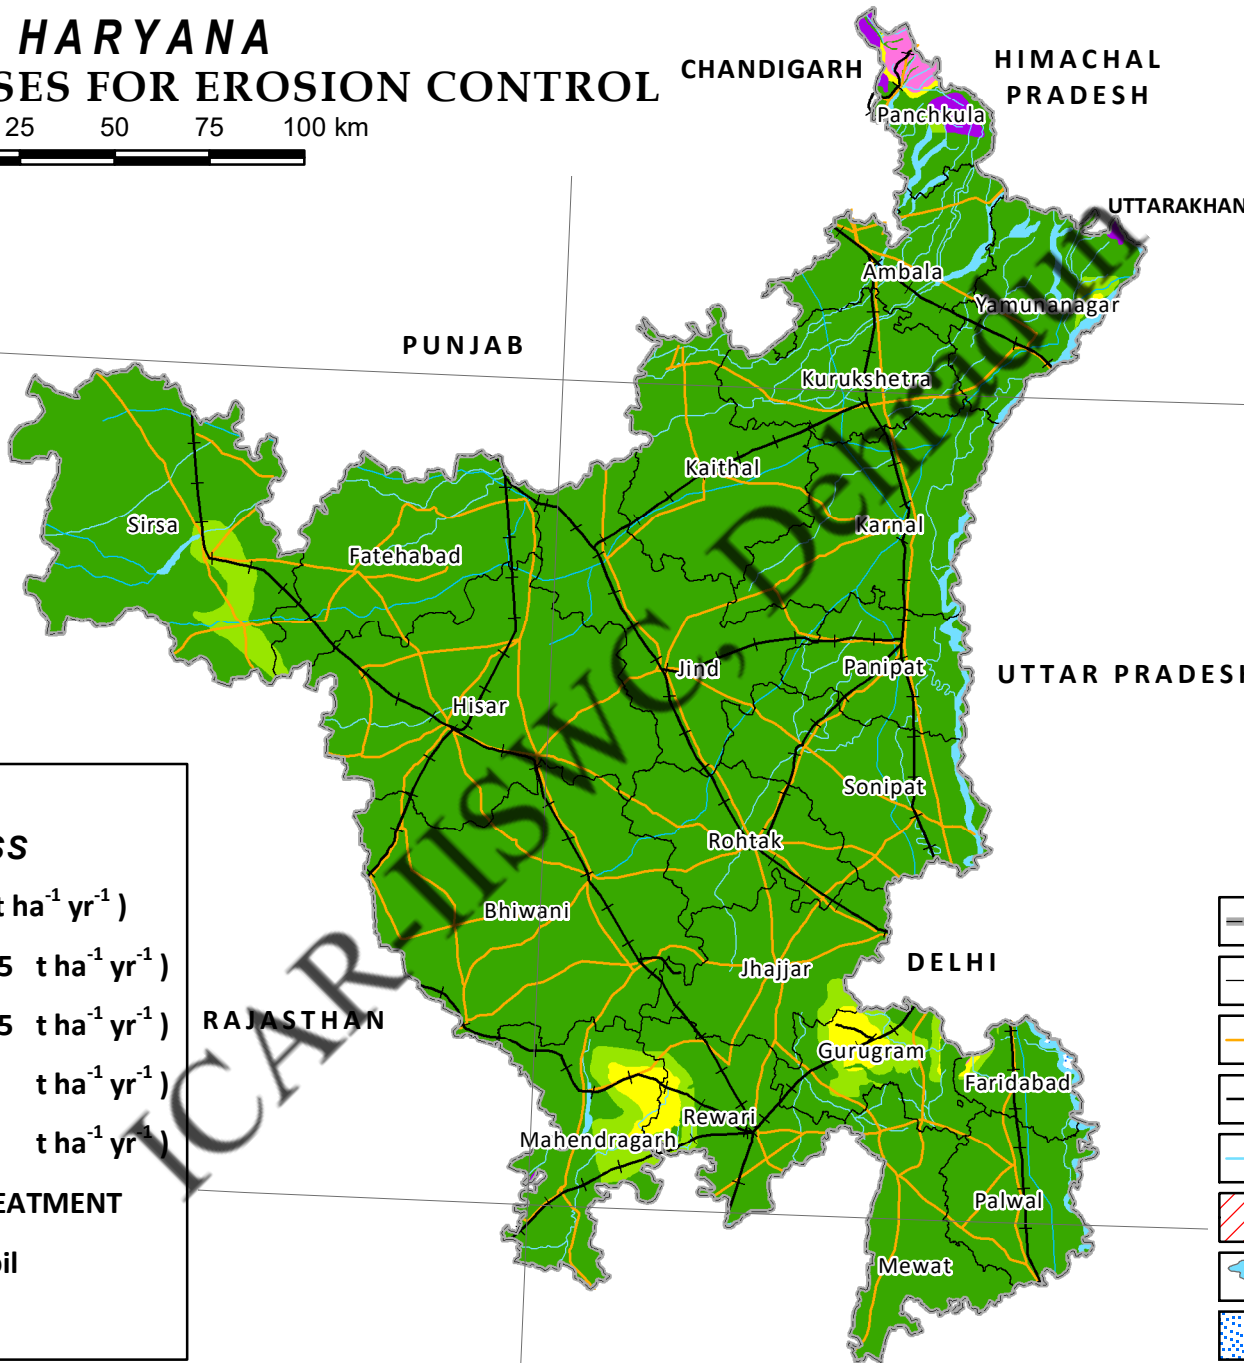 HARYANA
SES FOR EROSION CONTROL
25 50 75 100 km
CHANDIGARH
HIMACHAL
PRADESH
Panchkula
UTTARAKHAN
Ambala
Yamunanagar
PUNJAB
Kurukshetra
Kaithal
Sirsa
Karnal
Fatehabad
Jind
Panipat
UTTAR PRADESH
Hisar
Sonipat
Rohtak
Bhiwani
DELHI
Jhajjar
RAJASTHAN
Gurugram
Faridabad
Rewari
Mahendragarh
Palwal
Mewat
ICAR-IISWC, Dehradun
SS
t ha⁻¹ yr⁻¹ )
5 t ha⁻¹ yr⁻¹ )
5 t ha⁻¹ yr⁻¹ )
t ha⁻¹ yr⁻¹ )
t ha⁻¹ yr⁻¹ )
EATMENT
oil